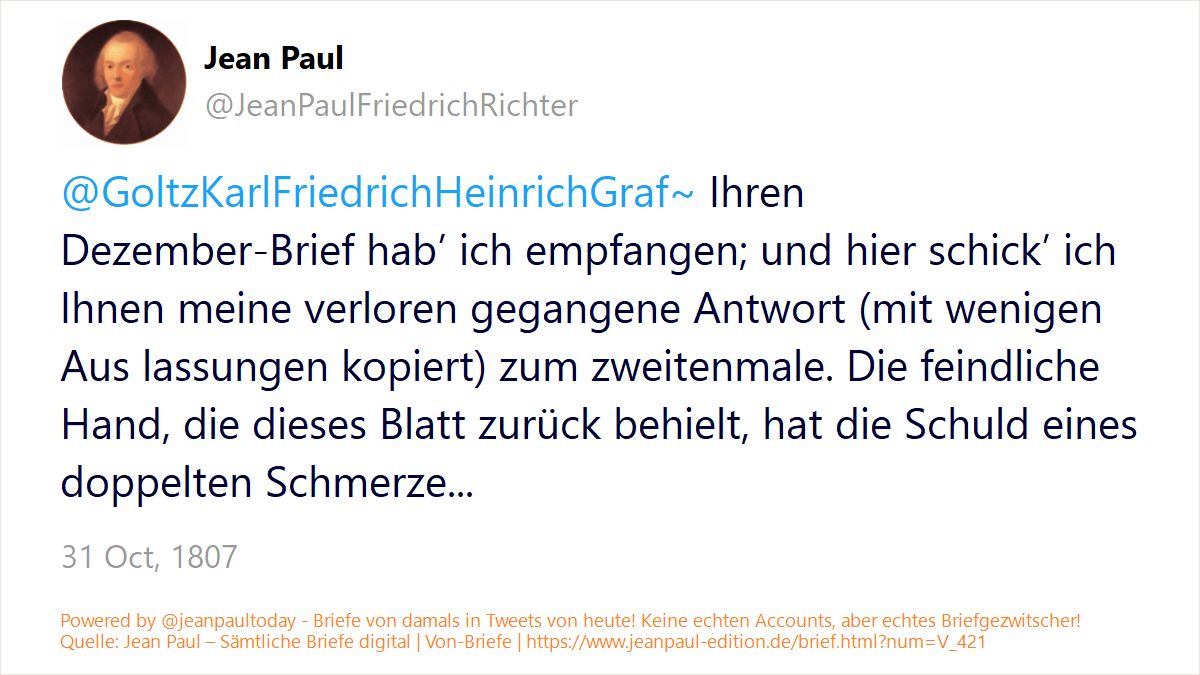 Jean Paul
@JeanPaulFriedrichRichter
@GoltzKarlFriedrichHeinrichGraf~ Ihren
Dezember-Brief hab’ ich empfangen; und hier schick’ ich
Ihnen meine verloren gegangene Antwort (mit wenigen
Aus lassungen kopiert) zum zweitenmale. Die feindliche
Hand, die dieses Blatt zurück behielt, hat die Schuld eines
doppelten Schmerze...
31 Oct, 1807
Powered by @jeanpaultoday - Briefe von damals in Tweets von heute! Keine echten Accounts, aber echtes Briefgezwitscher!
Quelle: Jean Paul – Sämtliche Briefe digital | Von-Briefe | https://www.jeanpaul-edition.de/brief.html?num=V_421